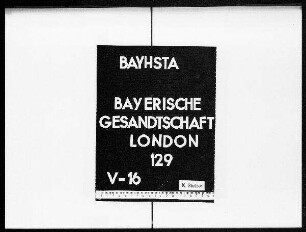 BAYHSTA
BAYERISCHE
GESANDTSCHAFT
LONDON
129
V-16